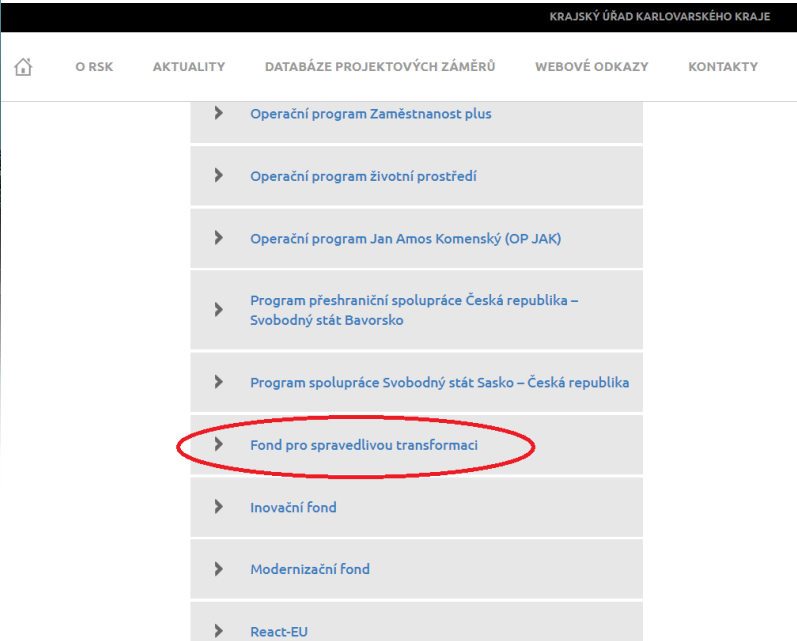 KRAJSKÝ ÚŘAD KARLOVARSKÉHO KRAJE
O RSK AKTUALITY DATABÁZE PROJEKTOVÝCH ZÁMĚRŮ WEBOVÉ ODKAZY KONTAKTY
Operační program Zaměstnanost plus
Operační program životní prostředí
Operační program Jan Amos Komenský (OP JAK)
Program přeshraniční spolupráce Česká republika –
Svobodný stát Bavorsko
Program spolupráce Svobodný stát Sasko – Česká republika
Fond pro spravedlivou transformaci
Inovační fond
Modernizační fond
React-EU